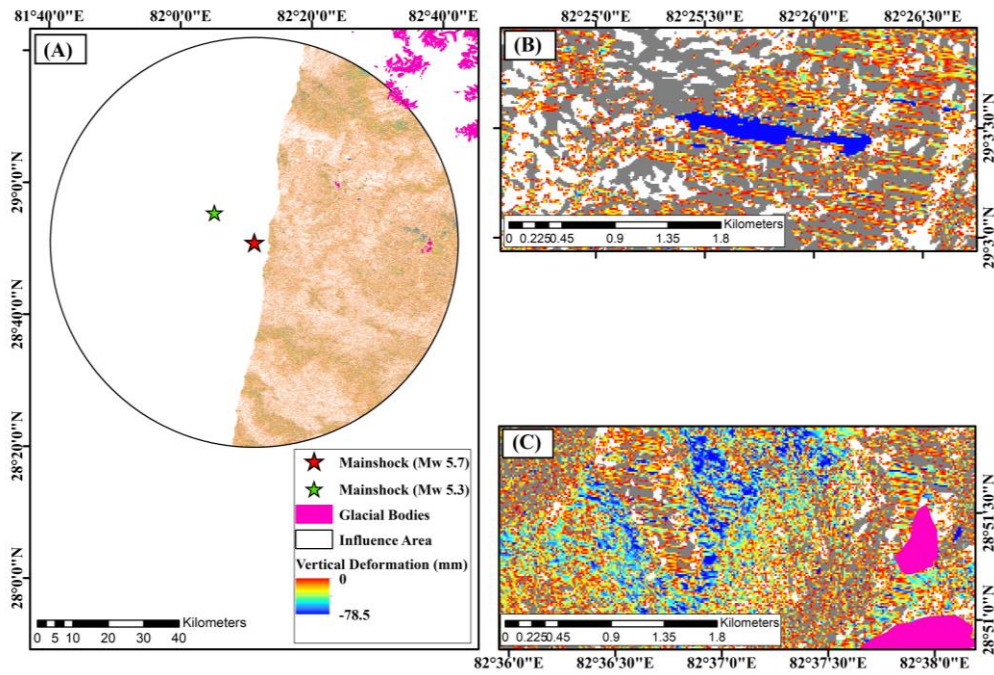 81°40'0"E 82°0'0"E 82°20'0"E 82°40'0"E
(A)
29°0'0"N
28°40'0"N
28°20'0"N
28°0'0"N
Mainshock (Mw 5.7)
Mainshock (Mw 5.3)
Glacial Bodies
Influence Area
Vertical Deformation (mm)
0
-78.5
Kilometers
0 5 10 20 30 40
82°25'0"E 82°25'30"E 82°26'0"E 82°26'30"E
(B)
29°3'30"N
29°3'0"N
Kilometers
0 0.225 0.45 0.9 1.35 1.8
(C)
28°51'30"N
28°51'0"N
Kilometers
0 0.225 0.45 0.9 1.35 1.8
82°36'0"E 82°36'30"E 82°37'0"E 82°37'30"E 82°38'0"E